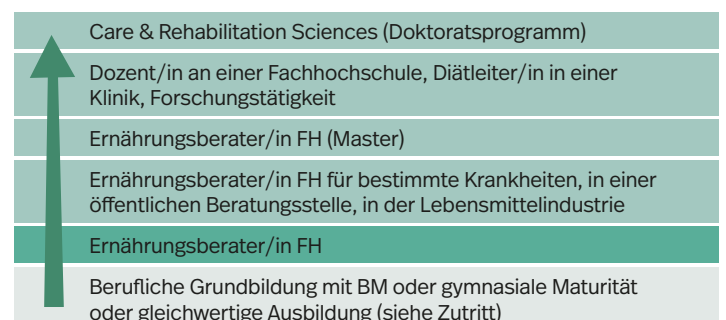 Care & Rehabilitation Sciences (Doktoratsprogramm)
Dozent/in an einer Fachhochschule, Diätleiter/in in einer
Klinik, Forschungstätigkeit
Ernährungsberater/in FH (Master)
Ernährungsberater/in FH für bestimmte Krankheiten, in einer
öffentlichen Beratungsstelle, in der Lebensmittelindustrie
Ernährungsberater/in FH
Berufliche Grundbildung mit BM oder gymnasiale Maturität
oder gleichwertige Ausbildung (siehe Zutritt)